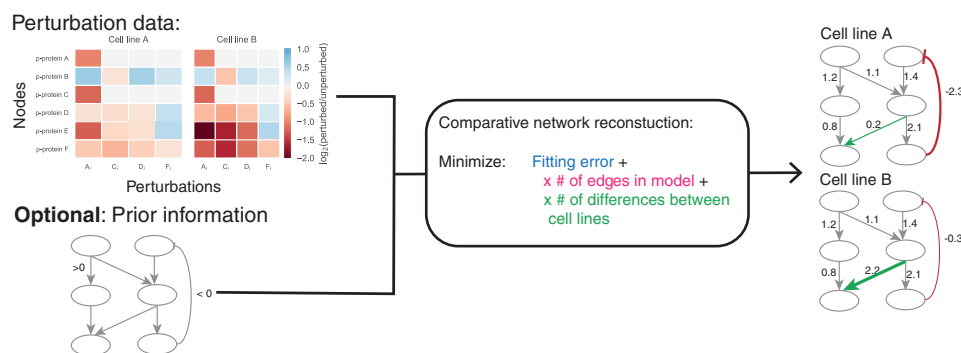 Perturbation data:
Cell line A
Cell line B
Nodes
p-protein A
p-protein B
p-protein C
p-protein D
p-protein E
p-protein F
Ai
Ci
Di
Fi
Ai
Ci
Di
Fi
Perturbations
1.0
0.5
0.0
−0.5
−1.0
−1.5
−2.0
log2(perturbed/unperturbed)
Optional: Prior information
>0
< 0
Comparative network reconstuction:
Minimize: Fitting error +
x # of edges in model +
x # of differences between
cell lines
Cell line A
1.2
1.1
1.4
-2.3
0.8
0.2
2.1
Cell line B
1.2
1.1
1.4
-0.3
0.8
2.2
2.1